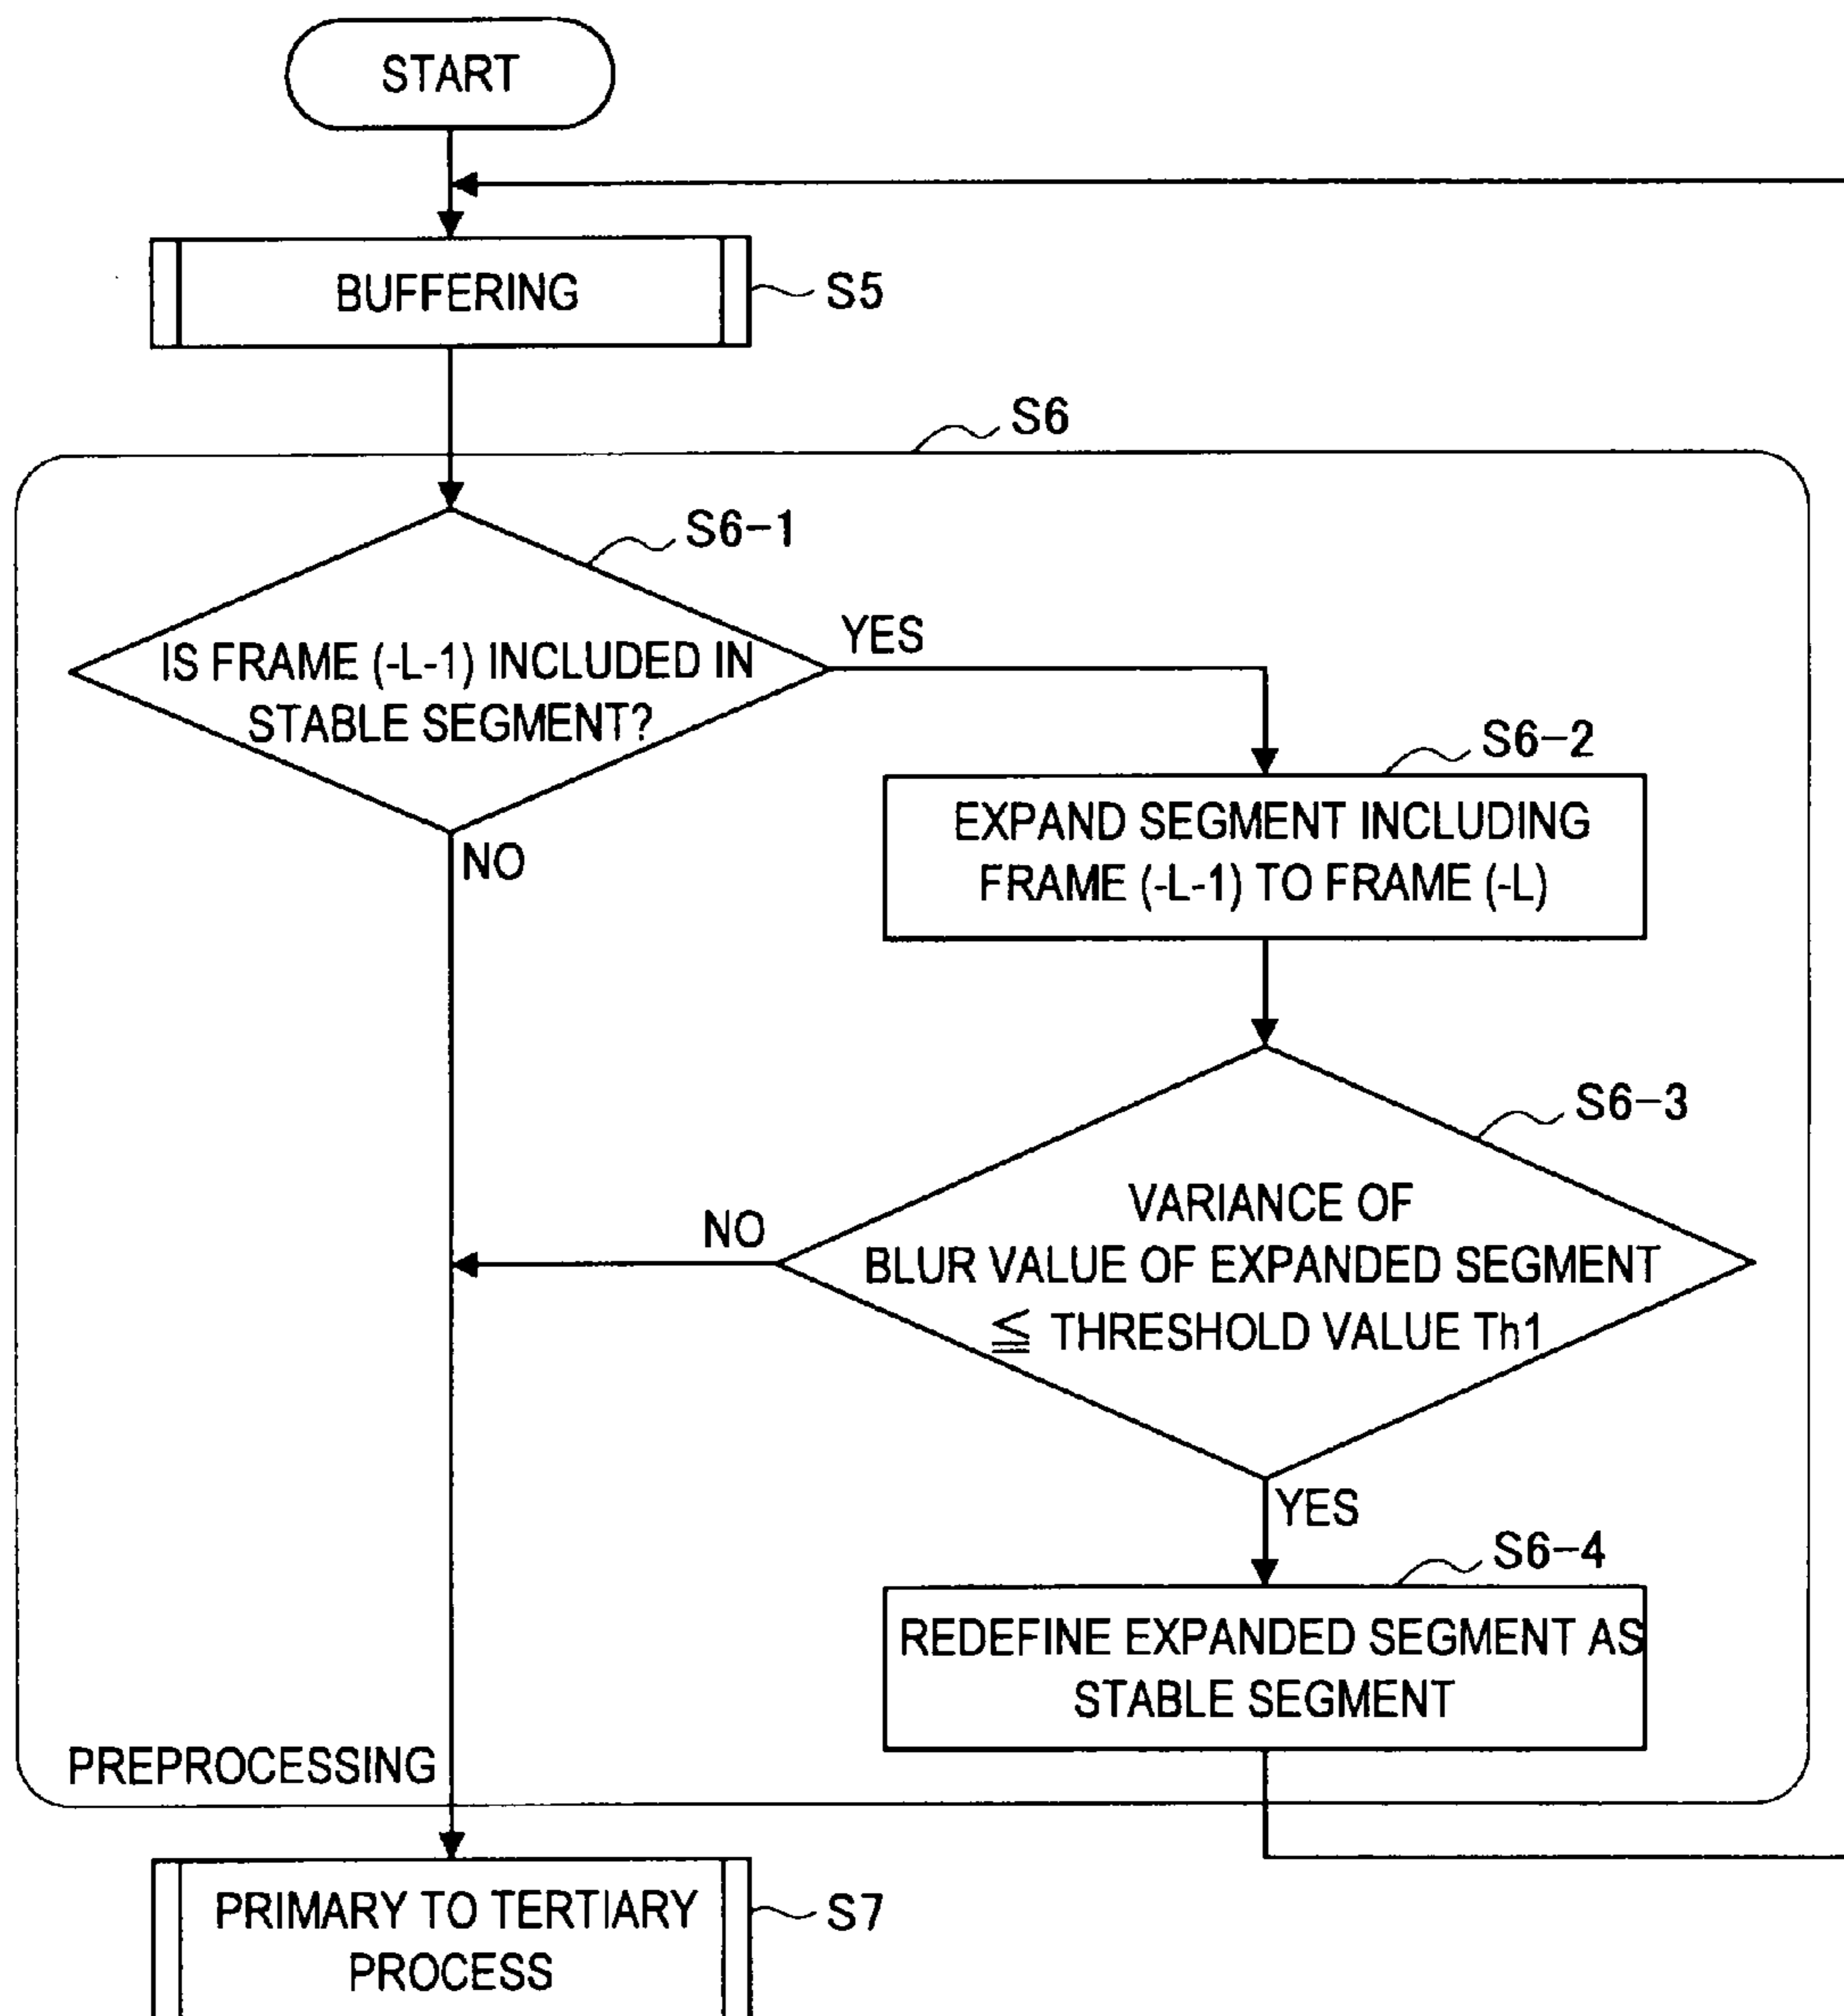 START
BUFFERING
S5
S6
S6-1
IS FRAME (-L-1) INCLUDED IN
STABLE SEGMENT?
YES
NO
S6-2
EXPAND SEGMENT INCLUDING
FRAME (-L-1) TO FRAME (-L)
S6-3
VARIANCE OF
BLUR VALUE OF EXPANDED SEGMENT
≦ THRESHOLD VALUE Th1
NO
YES
S6-4
REDEFINE EXPANDED SEGMENT AS
STABLE SEGMENT
PREPROCESSING
PRIMARY TO TERTIARY
PROCESS
S7